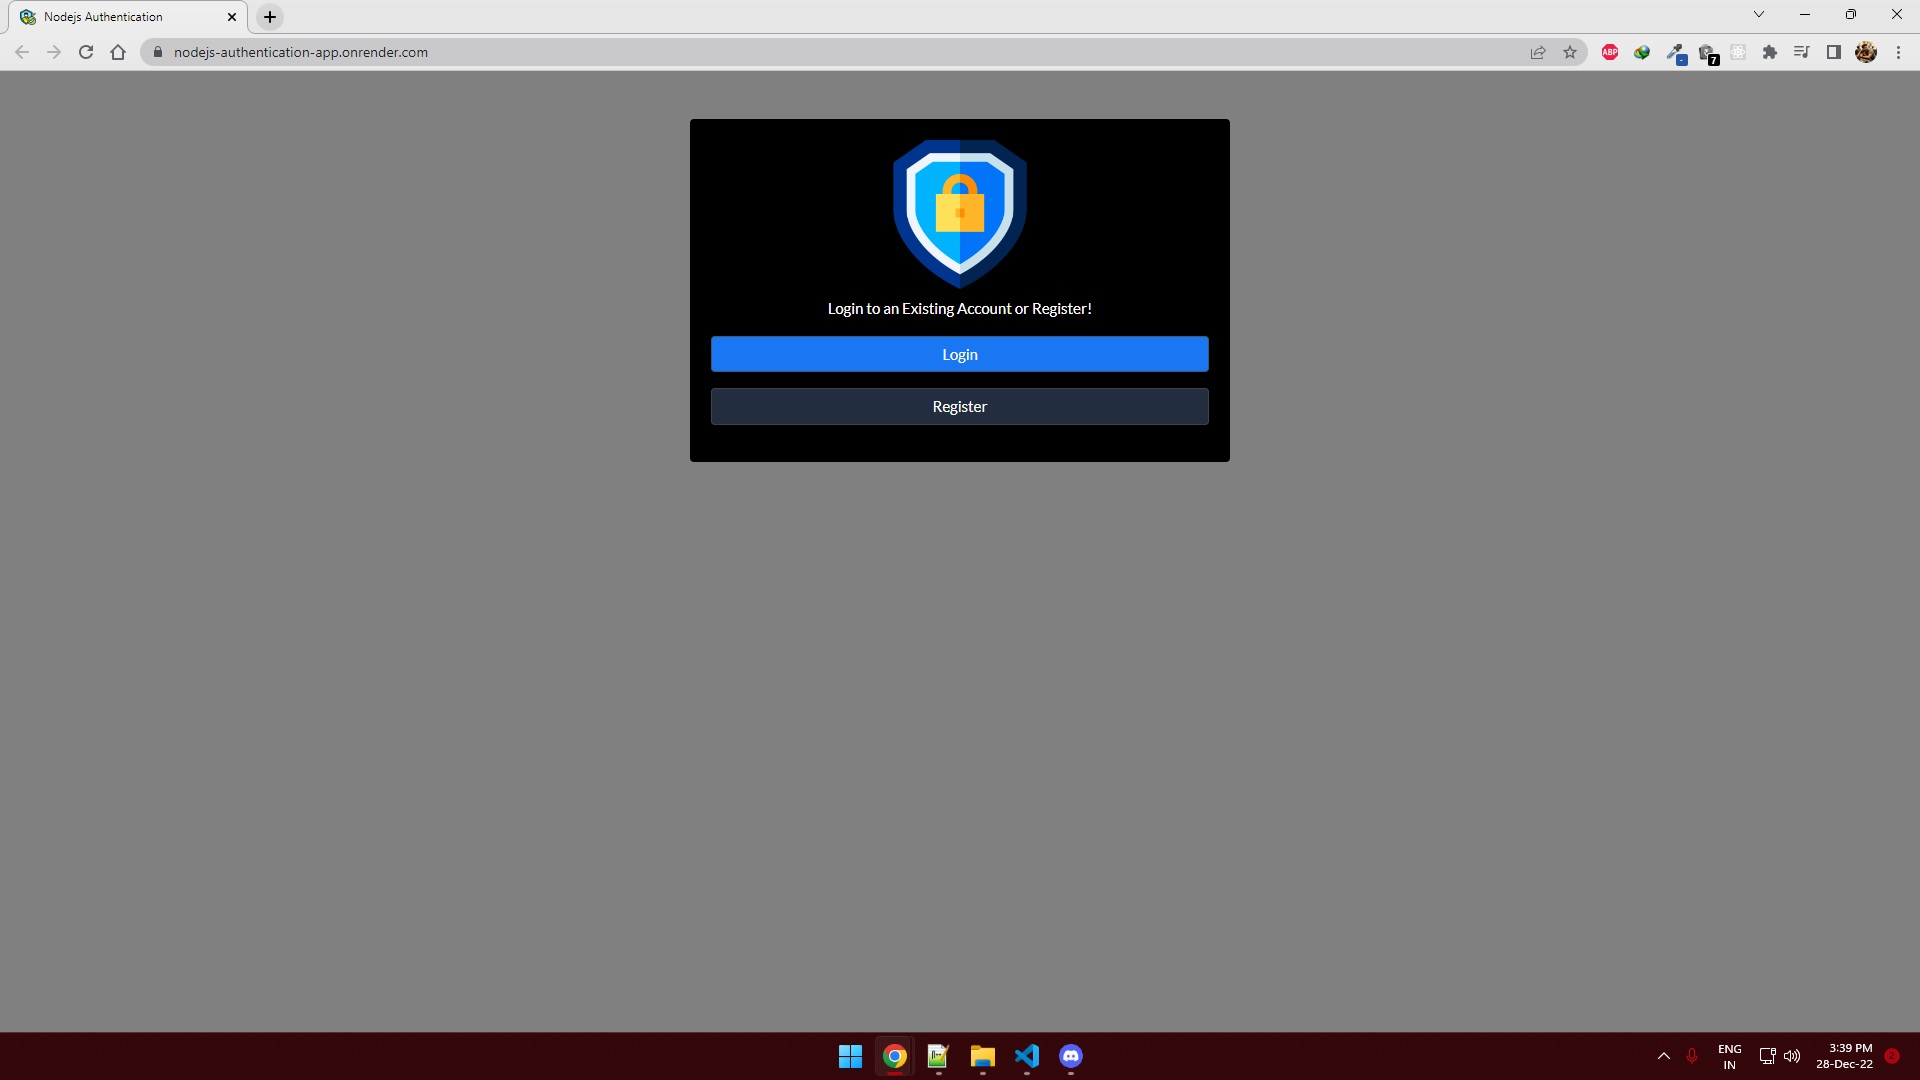 Nodejs Authentication
nodejs-authentication-app.onrender.com
ABP
7
Login to an Existing Account or Register!
Login
Register
ENG
IN
3:39 PM
28-Dec-22
2